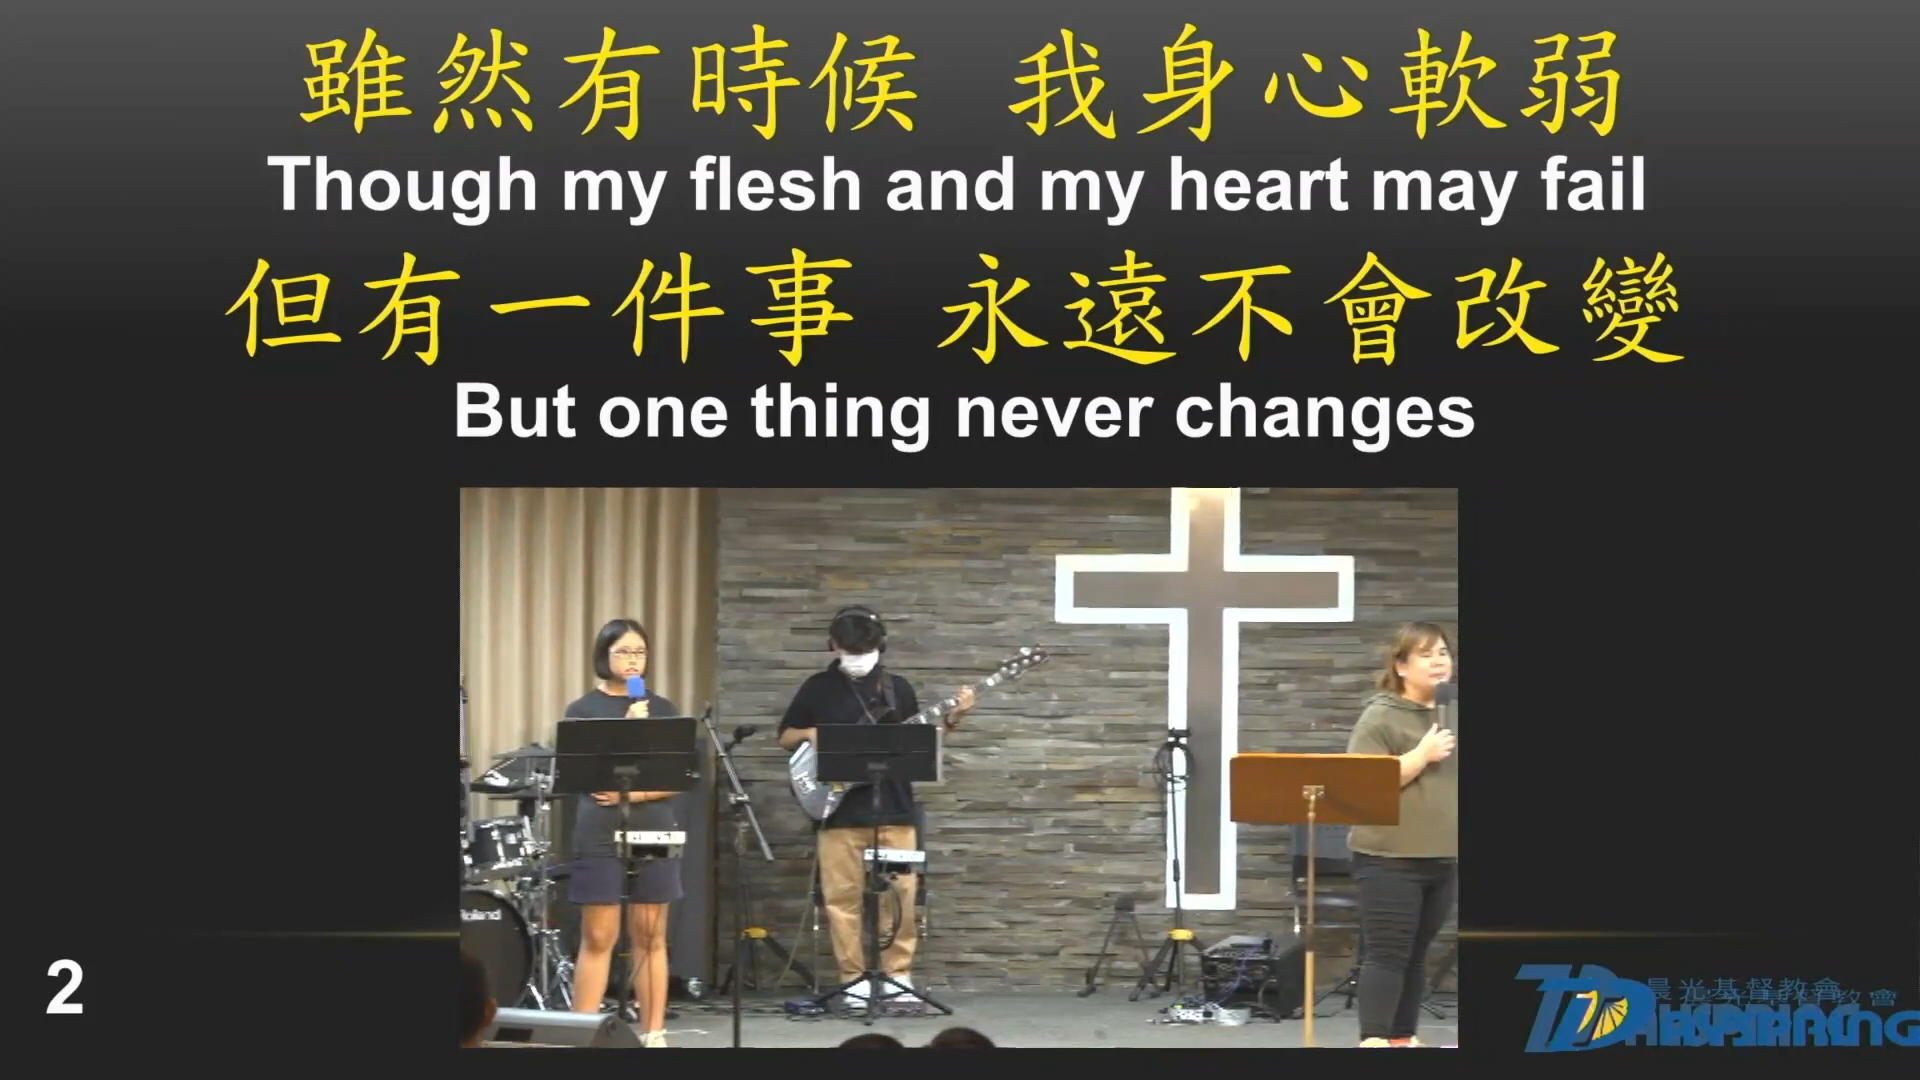 雖然有時候 我身心軟弱
Though my flesh and my heart may fail
但有一件事 永遠不會改變
But one thing never changes
Roland
2
晨光基督教會